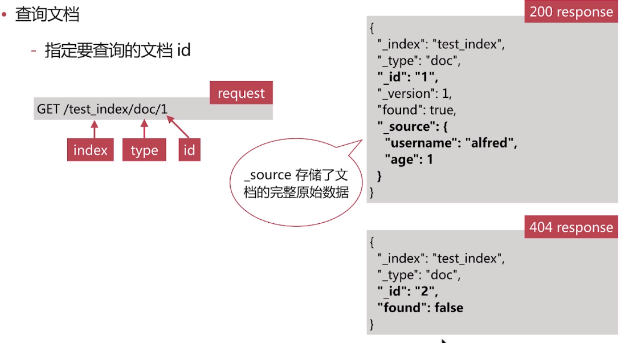 • 查询文档
- 指定要查询的文档 id
request
GET /test_index/doc/1
index
type
id
_source 存储了文
档的完整原始数据
200 response
{
"_index": "test_index",
"_type": "doc",
"_id": "1",
"_version": 1,
"found": true,
"_source": {
"username": "alfred",
"age": 1
}
}
404 response
{
"_index": "test_index",
"_type": "doc",
"_id": "2",
"found": false
}